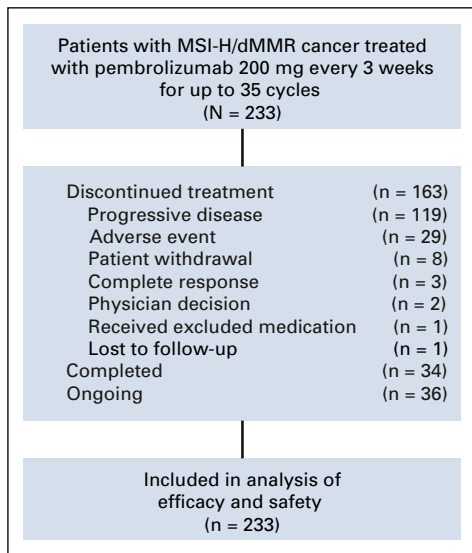 Patients with MSI-H/dMMR cancer treated
with pembrolizumab 200 mg every 3 weeks
for up to 35 cycles
(N = 233)
Discontinued treatment (n = 163)
Progressive disease (n = 119)
Adverse event (n = 29)
Patient withdrawal (n = 8)
Complete response (n = 3)
Physician decision (n = 2)
Received excluded medication (n = 1)
Lost to follow-up (n = 1)
Completed (n = 34)
Ongoing (n = 36)
Included in analysis of
efficacy and safety
(n = 233)